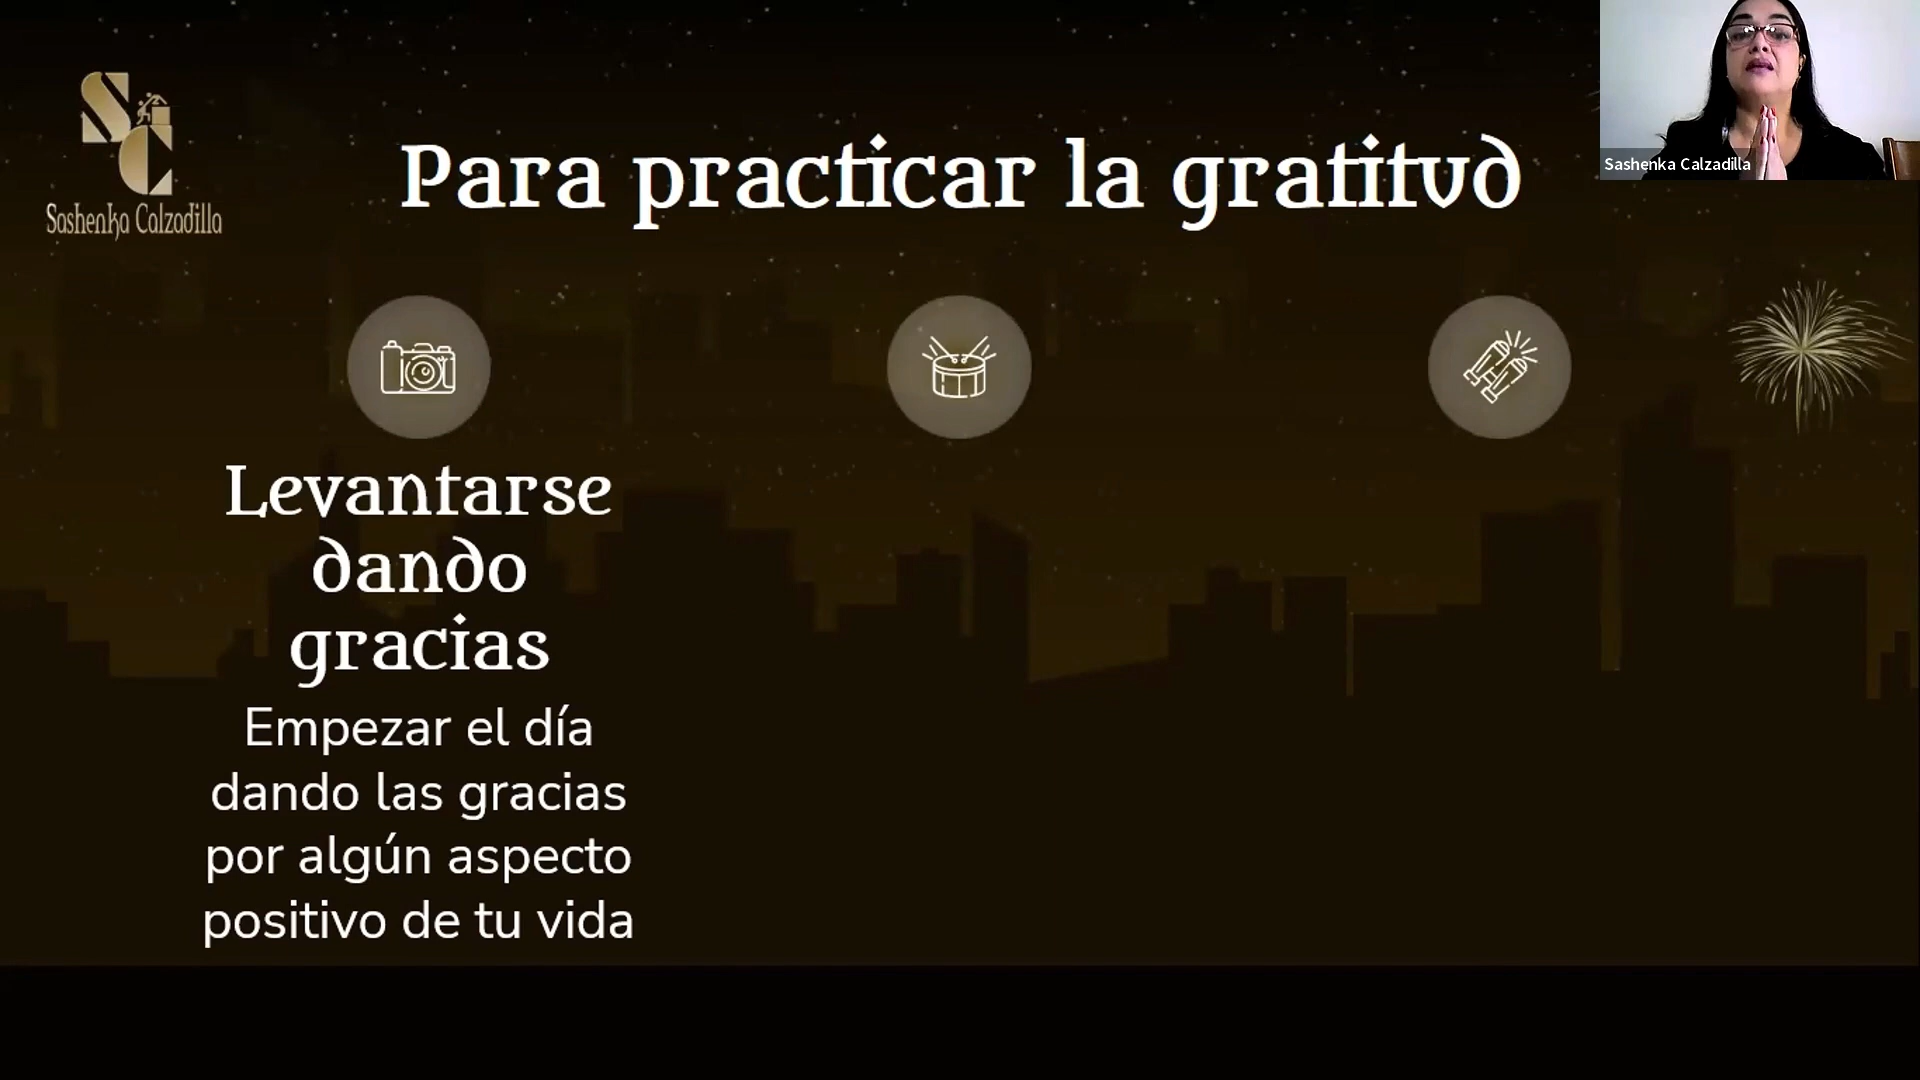 SC
Sashenka Calzadilla
Para practicar la gratitud
Sashenka Calzadilla
Levantarse
dando
gracias
Empezar el día
dando las gracias
por algún aspecto
positivo de tu vida